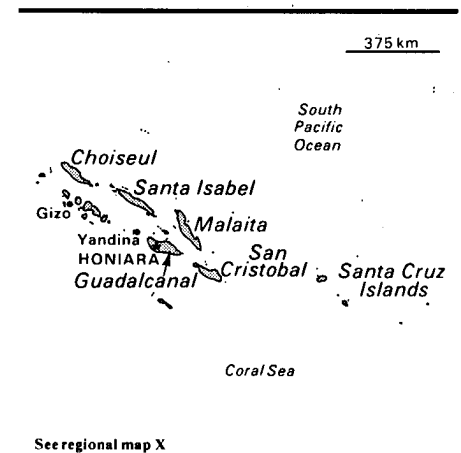 375 km
South
Pacific
Ocean
Choiseul
Santa Isabel
Gizo
Malaita
Yandina
HONIARA
San
Cristobal
Guadalcanal
Santa Cruz
Islands
Coral Sea
See regional map X